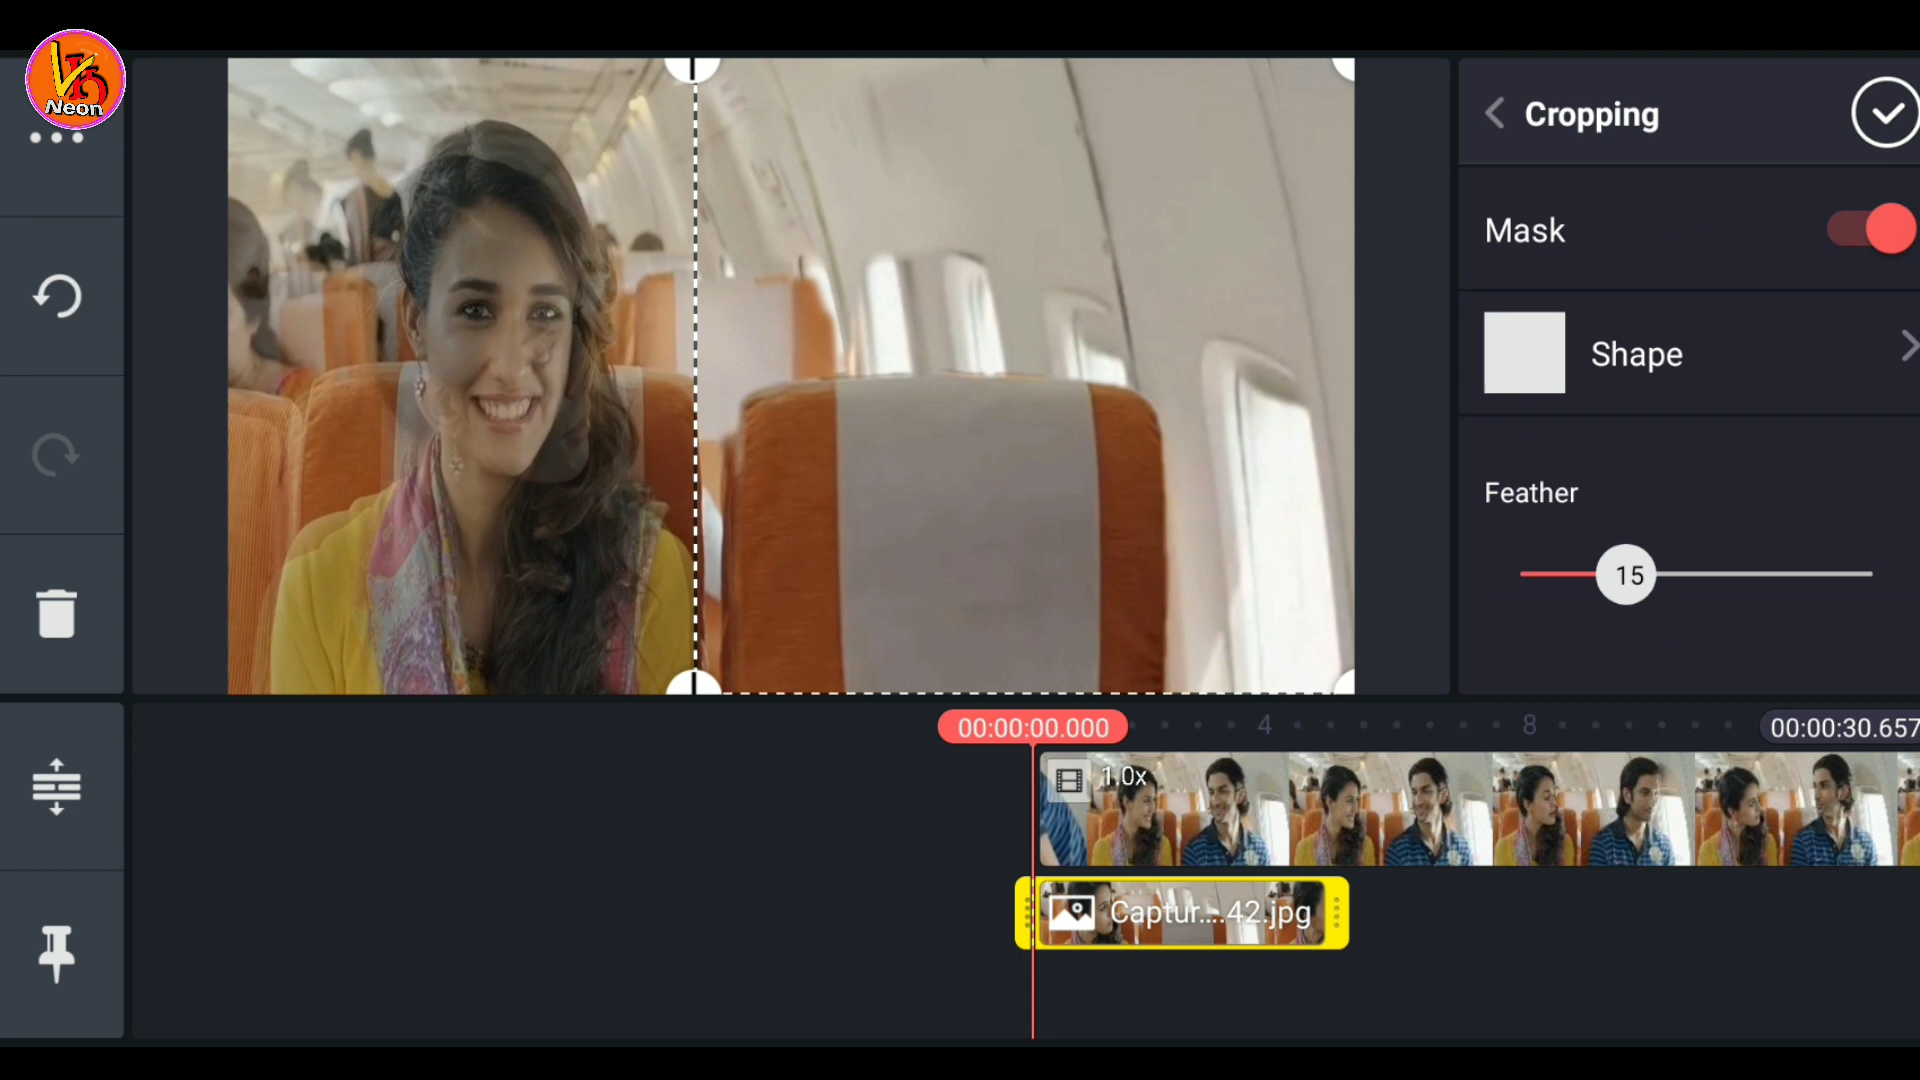 VK
Neon
Cropping
Mask
Shape
Feather
15
00:00:00.000
4
8
00:00:30.657
1.0x
Captur....42.jpg